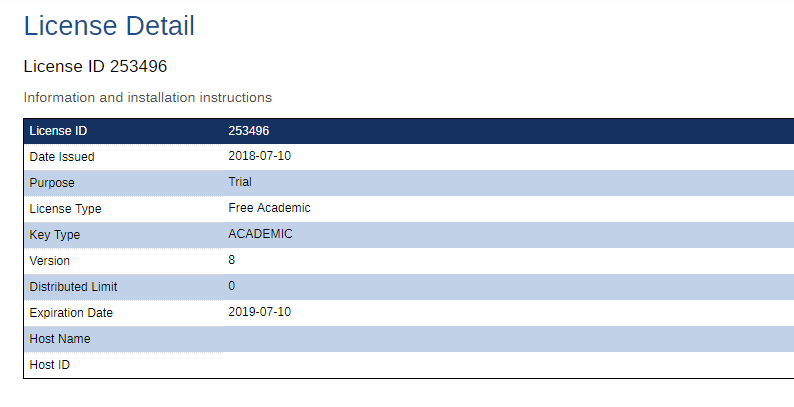 License Detail
License ID 253496
Information and installation instructions
License ID 253496
Date Issued 2018-07-10
Purpose Trial
License Type Free Academic
Key Type ACADEMIC
Version 8
Distributed Limit 0
Expiration Date 2019-07-10
Host Name
Host ID